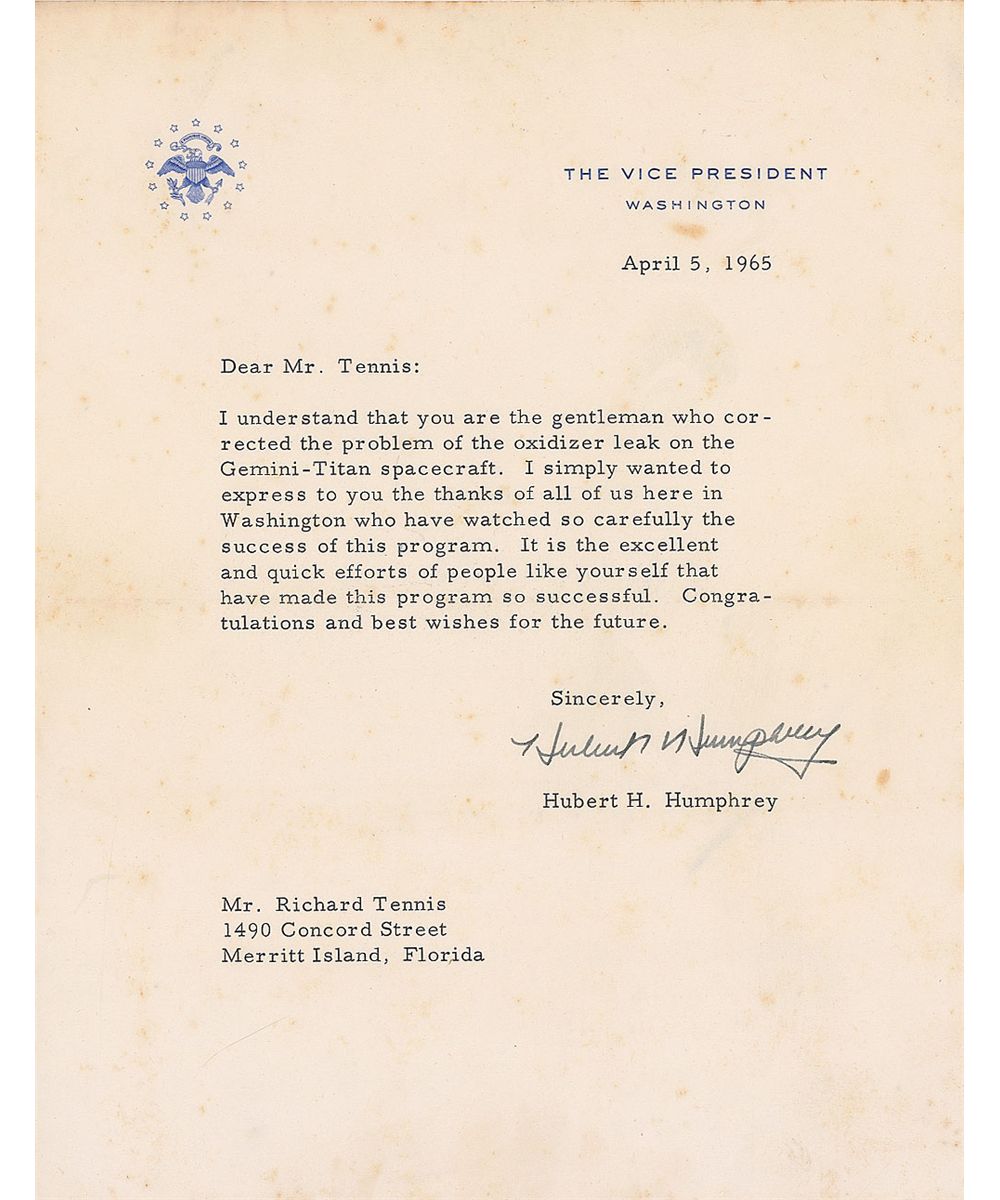 THE VICE PRESIDENT
WASHINGTON
April 5, 1965
Dear Mr. Tennis:
I understand that you are the gentleman who cor-
rected the problem of the oxidizer leak on the
Gemini-Titan spacecraft. I simply wanted to
express to you the thanks of all of us here in
Washington who have watched so carefully the
success of this program. It is the excellent
and quick efforts of people like yourself that
have made this program so successful. Congra-
tulations and best wishes for the future.
Sincerely,
Hubert H Humphrey
Hubert H. Humphrey
Mr. Richard Tennis
1490 Concord Street
Merritt Island, Florida